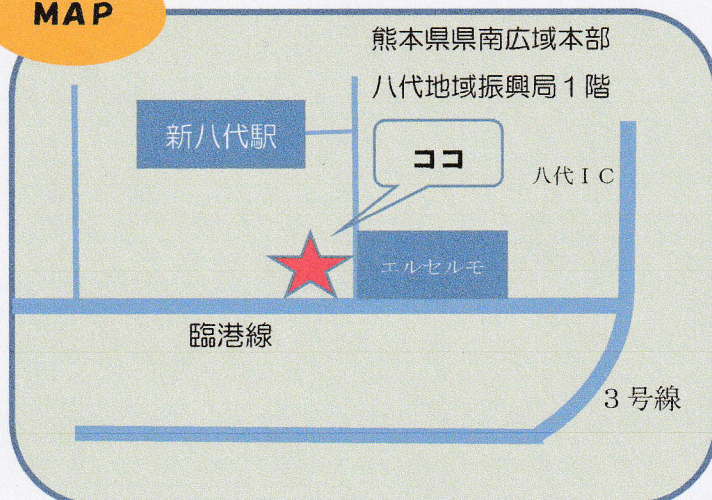 MAP
熊本県県南広域本部
八代地域振興局１階
新八代駅
ココ
八代ＩＣ
エルセルモ
臨港線
３号線